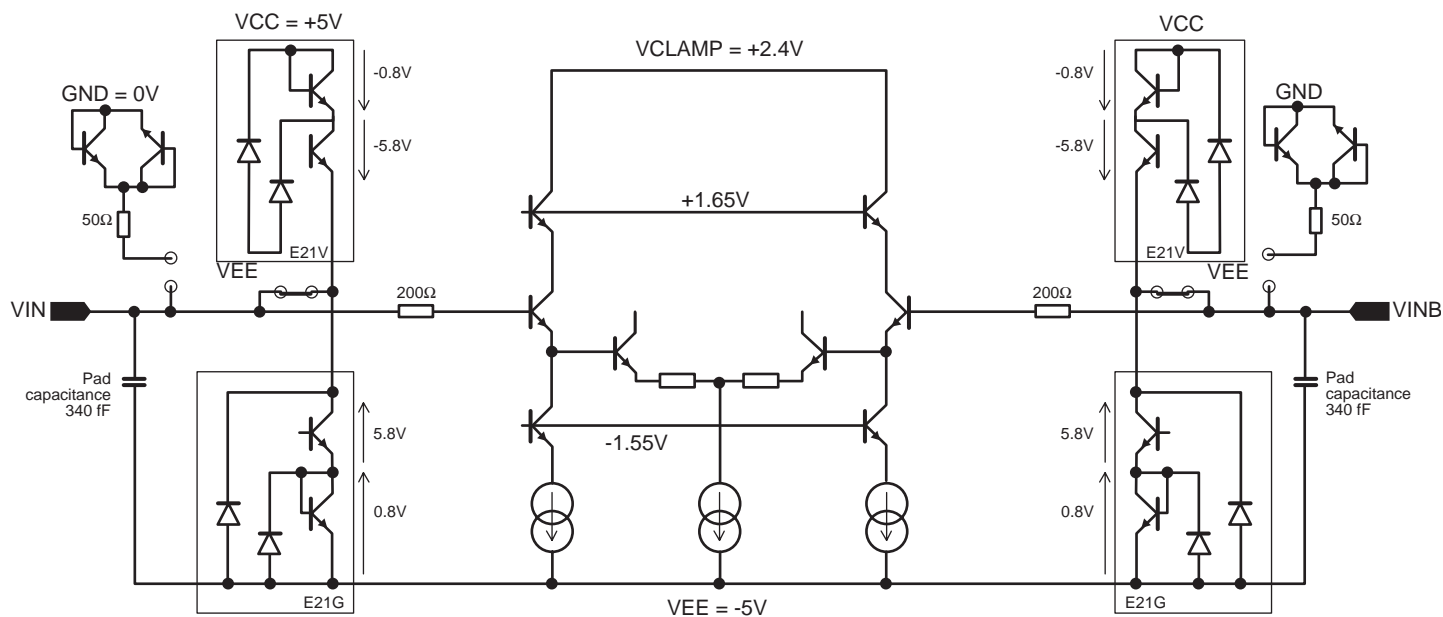 VCC = +5V
VCC
VCLAMP = +2.4V
-0.8V
-0.8V
GND = 0V
GND
-5.8V
-5.8V
+1.65V
50Ω
50Ω
E21V
E21V
VEE
VEE
200Ω
200Ω
VIN
VINB
Pad
capacitance
340 fF
Pad
capacitance
340 fF
5.8V
-1.55V
5.8V
0.8V
0.8V
E21G
VEE = -5V
E21G